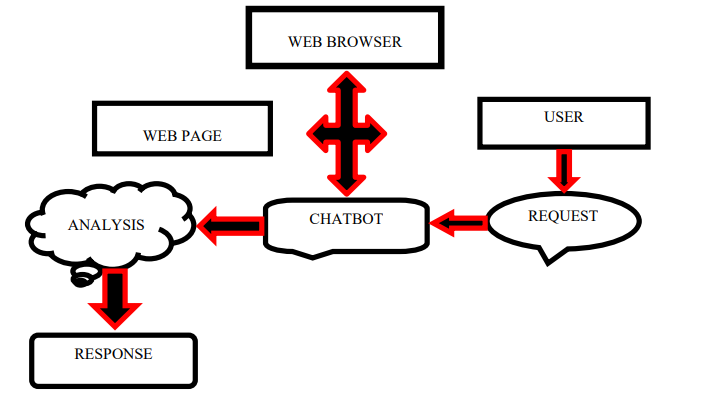 WEB BROWSER
WEB PAGE
USER
ANALYSIS
CHATBOT
REQUEST
RESPONSE